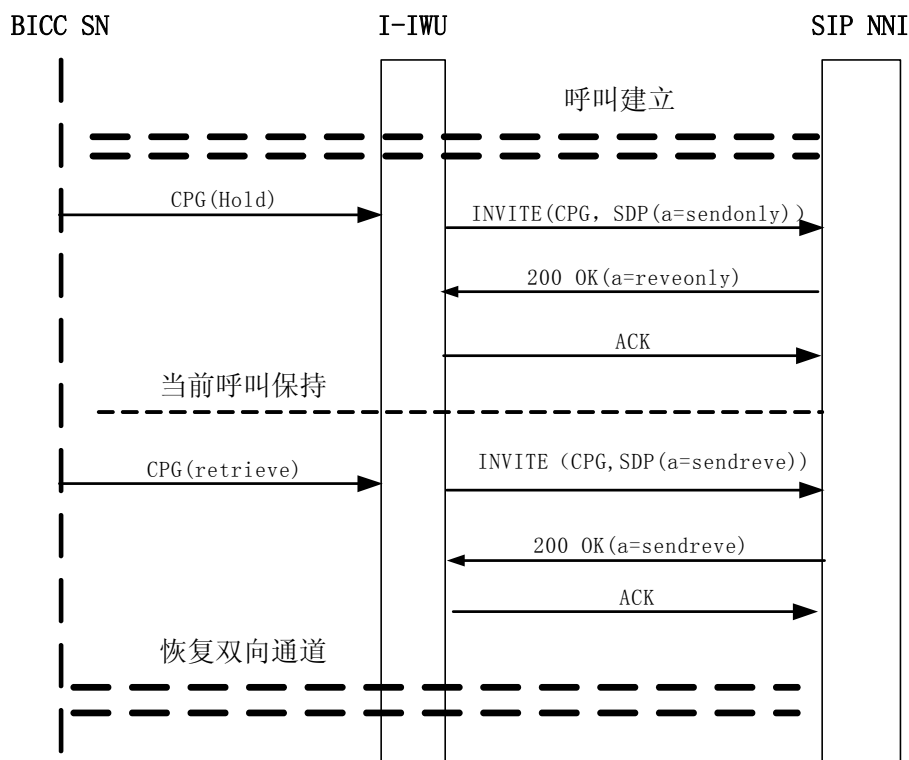 BICC SN
I-IWU
SIP NNI
呼叫建立
CPG(Hold)
INVITE(CPG，SDP(a=sendonly))
200 OK(a=reveonly)
ACK
当前呼叫保持
CPG(retrieve)
INVITE（CPG,SDP(a=sendreve))
200 OK(a=sendreve)
ACK
恢复双向通道